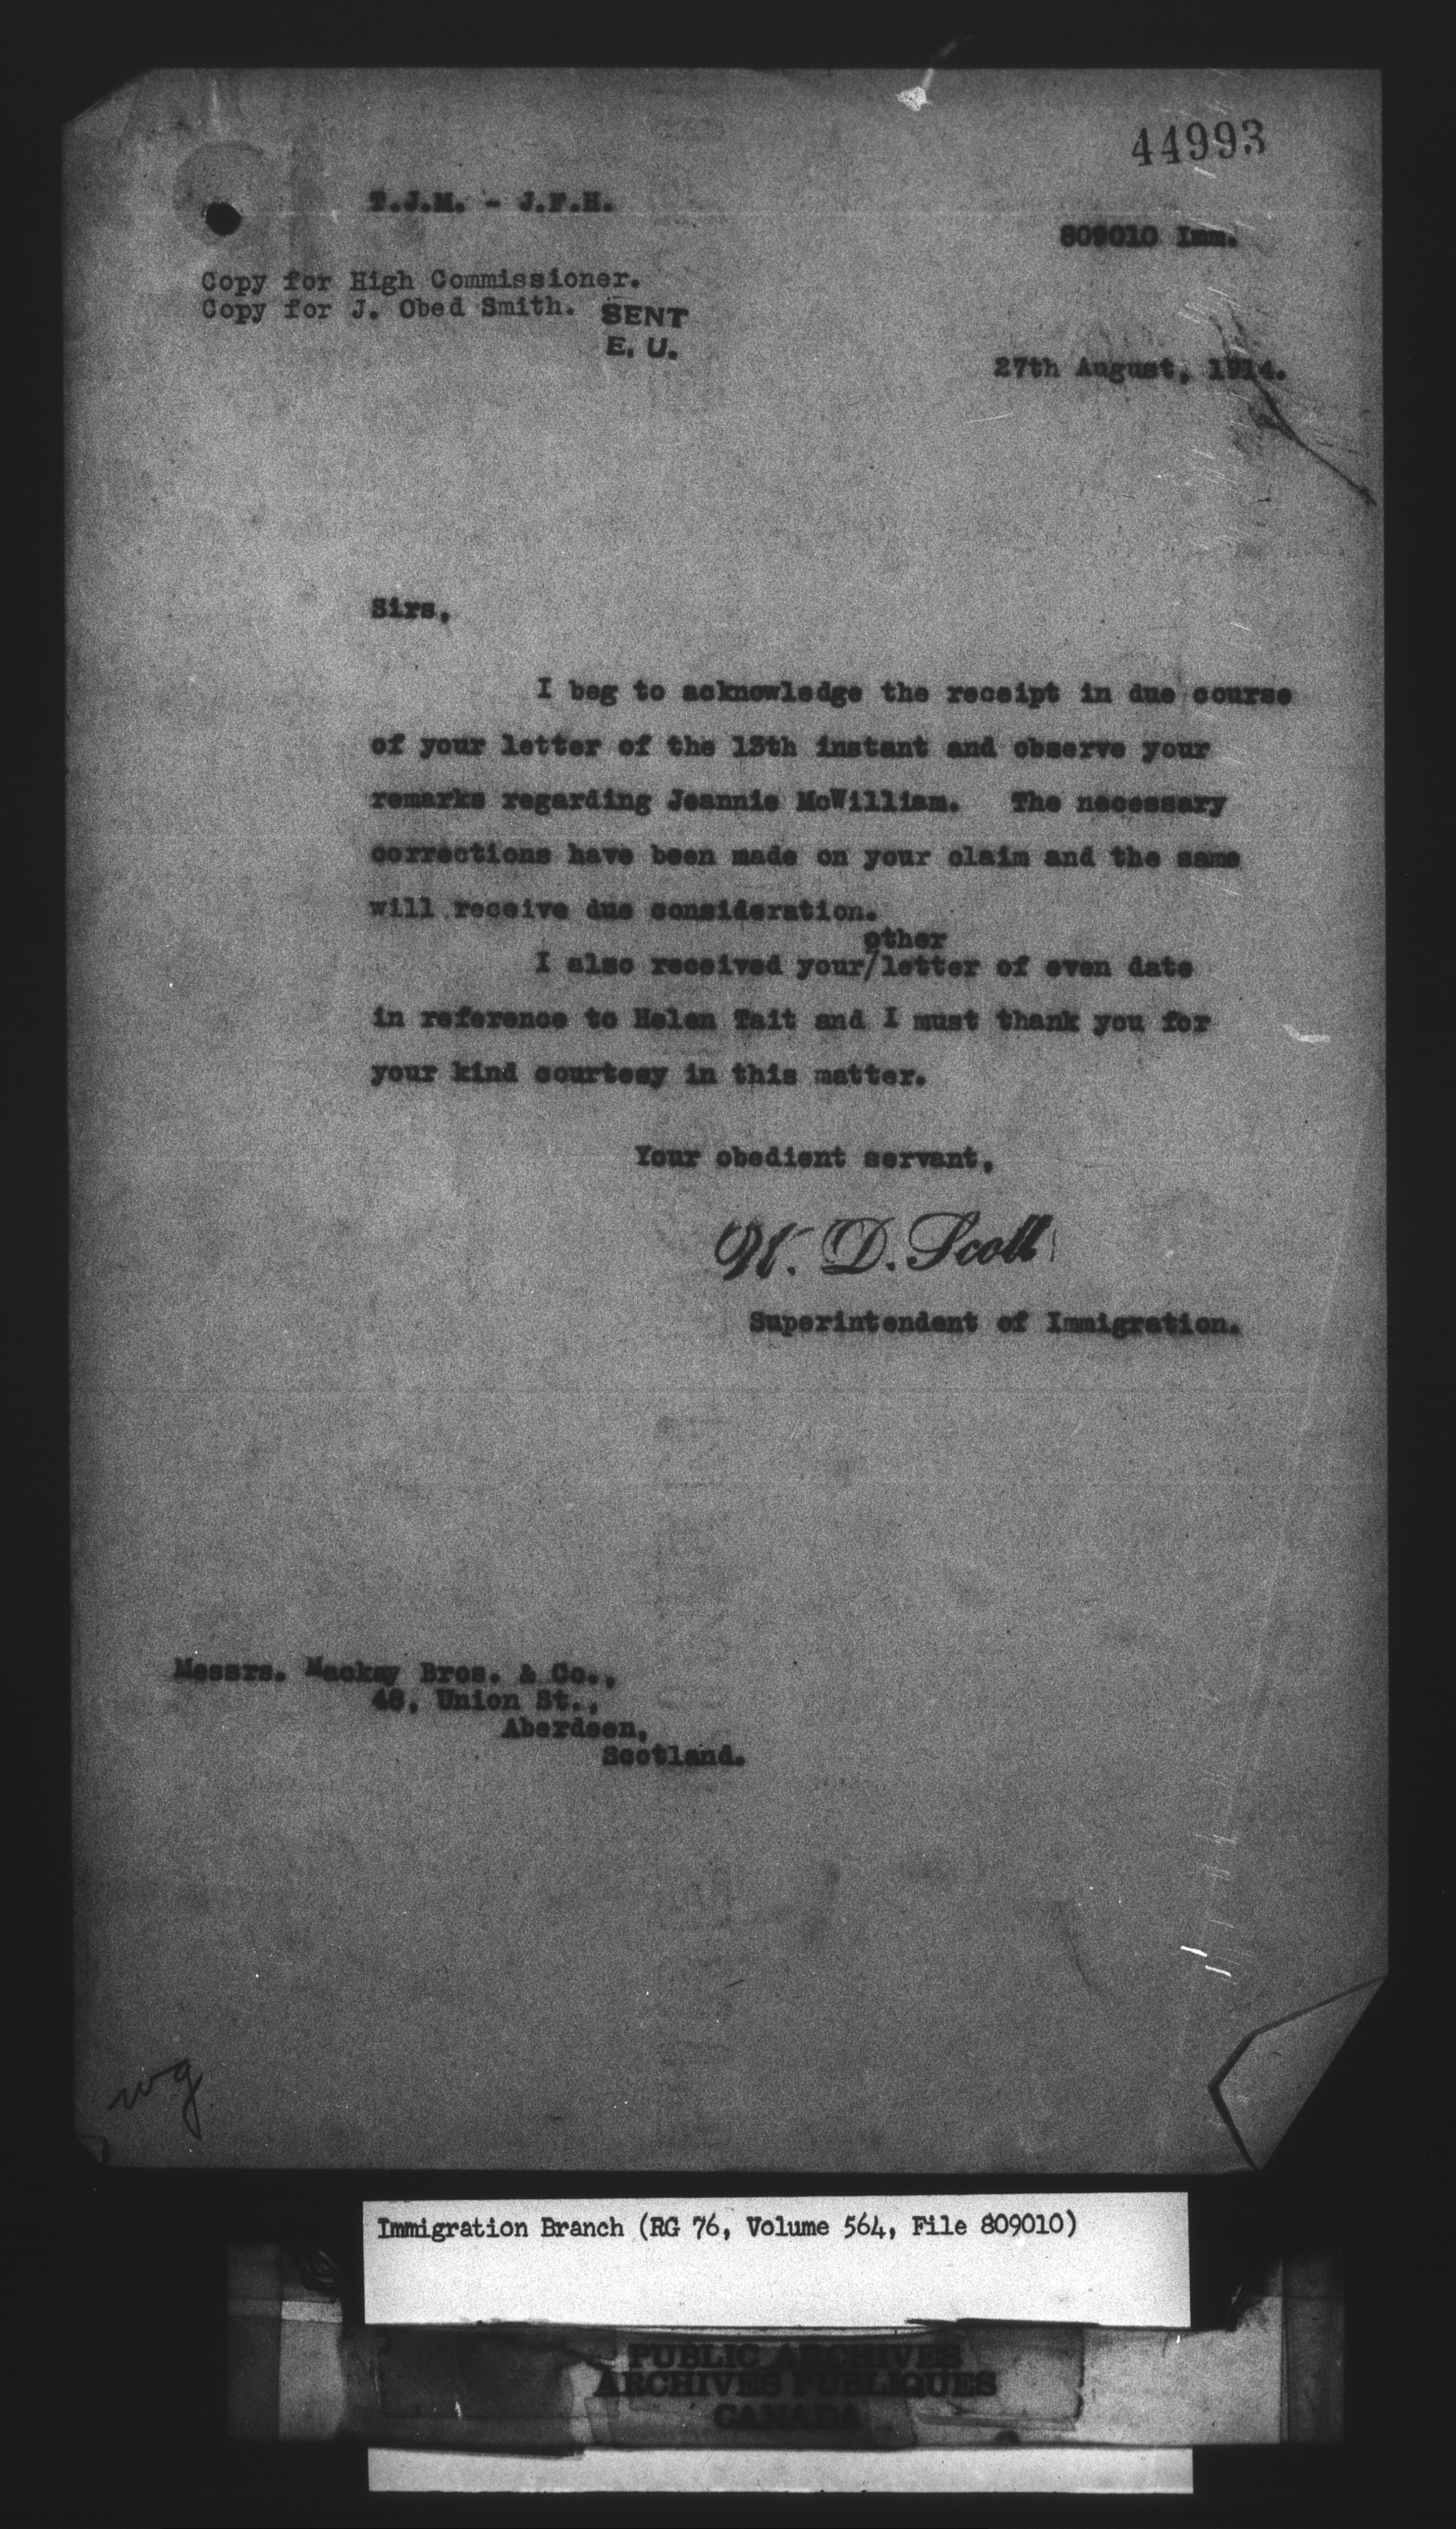 44993
T.J.M. - J.F.H.
809010 Imm.
Copy for High Commissioner.
Copy for J. Obed Smith.
SENT
E. U.
27th August, 1914.
Sirs,
I beg to acknowledge the receipt in due course
of your letter of the 13th instant and observe your
remarks regarding Jeannie McWilliam. The necessary
corrections have been made on your claim and the same
will receive due consideration.
other
I also received your/letter of even date
in reference to Helen Tait and I must thank you for
your kind courtesy in this matter.
Your obedient servant,
W. D. Scott
Superintendent of Immigration.
Messrs. Mackay Bros. & Co.,
48, Union St.,
Aberdeen,
Scotland.
wg
Immigration Branch (RG 76, Volume 564, File 809010)
PUBLIC ARCHIVES
ARCHIVES PUBLIQUES
CANADA